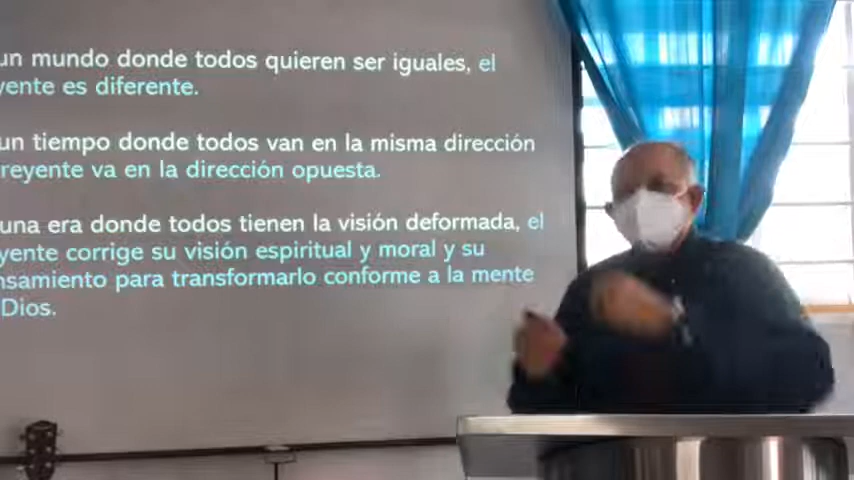 un mundo donde todos quieren ser iguales, el
yente es diferente.
un tiempo donde todos van en la misma dirección
reyente va en la dirección opuesta.
una era donde todos tienen la visión deformada, el
yente corrige su visión espiritual y moral y su
nsamiento para transformarlo conforme a la mente
Dios.